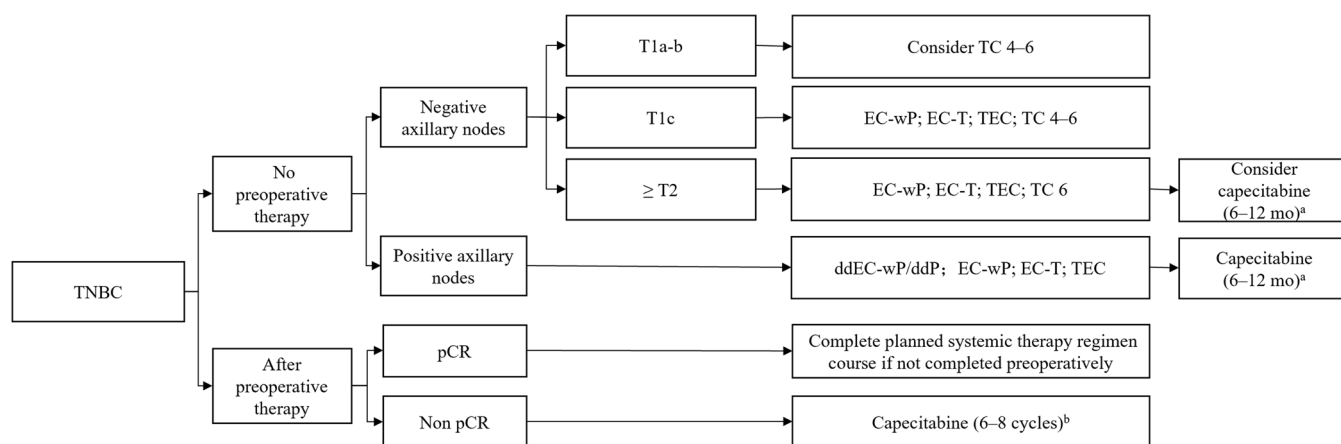 T1a-b
Consider TC 4–6
Negative
axillary nodes
T1c
EC-wP; EC-T; TEC; TC 4–6
No
preoperative
therapy
≥ T2
EC-wP; EC-T; TEC; TC 6
Consider
capecitabine
(6–12 mo)ᵃ
Positive axillary
nodes
ddEC-wP/ddP； EC-wP; EC-T; TEC
Capecitabine
(6–12 mo)ᵃ
TNBC
After
preoperative
therapy
pCR
Complete planned systemic therapy regimen
course if not completed preoperatively
Non pCR
Capecitabine (6–8 cycles)ᵇ